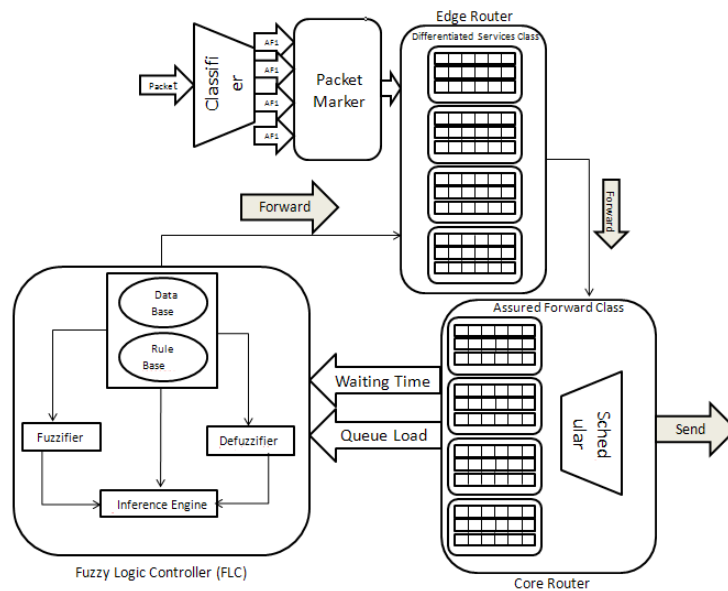 Edge Router
Differentiated Services Class
Packet
Classifi
er
AF1
AF1
AF1
AF1
Packet
Marker
Forward
Forward
Data
Base
Rule
Base
Fuzzifier
Defuzzifier
Inference Engine
Fuzzy Logic Controller (FLC)
Waiting Time
Queue Load
Assured Forward Class
Sched
ular
Send
Core Router